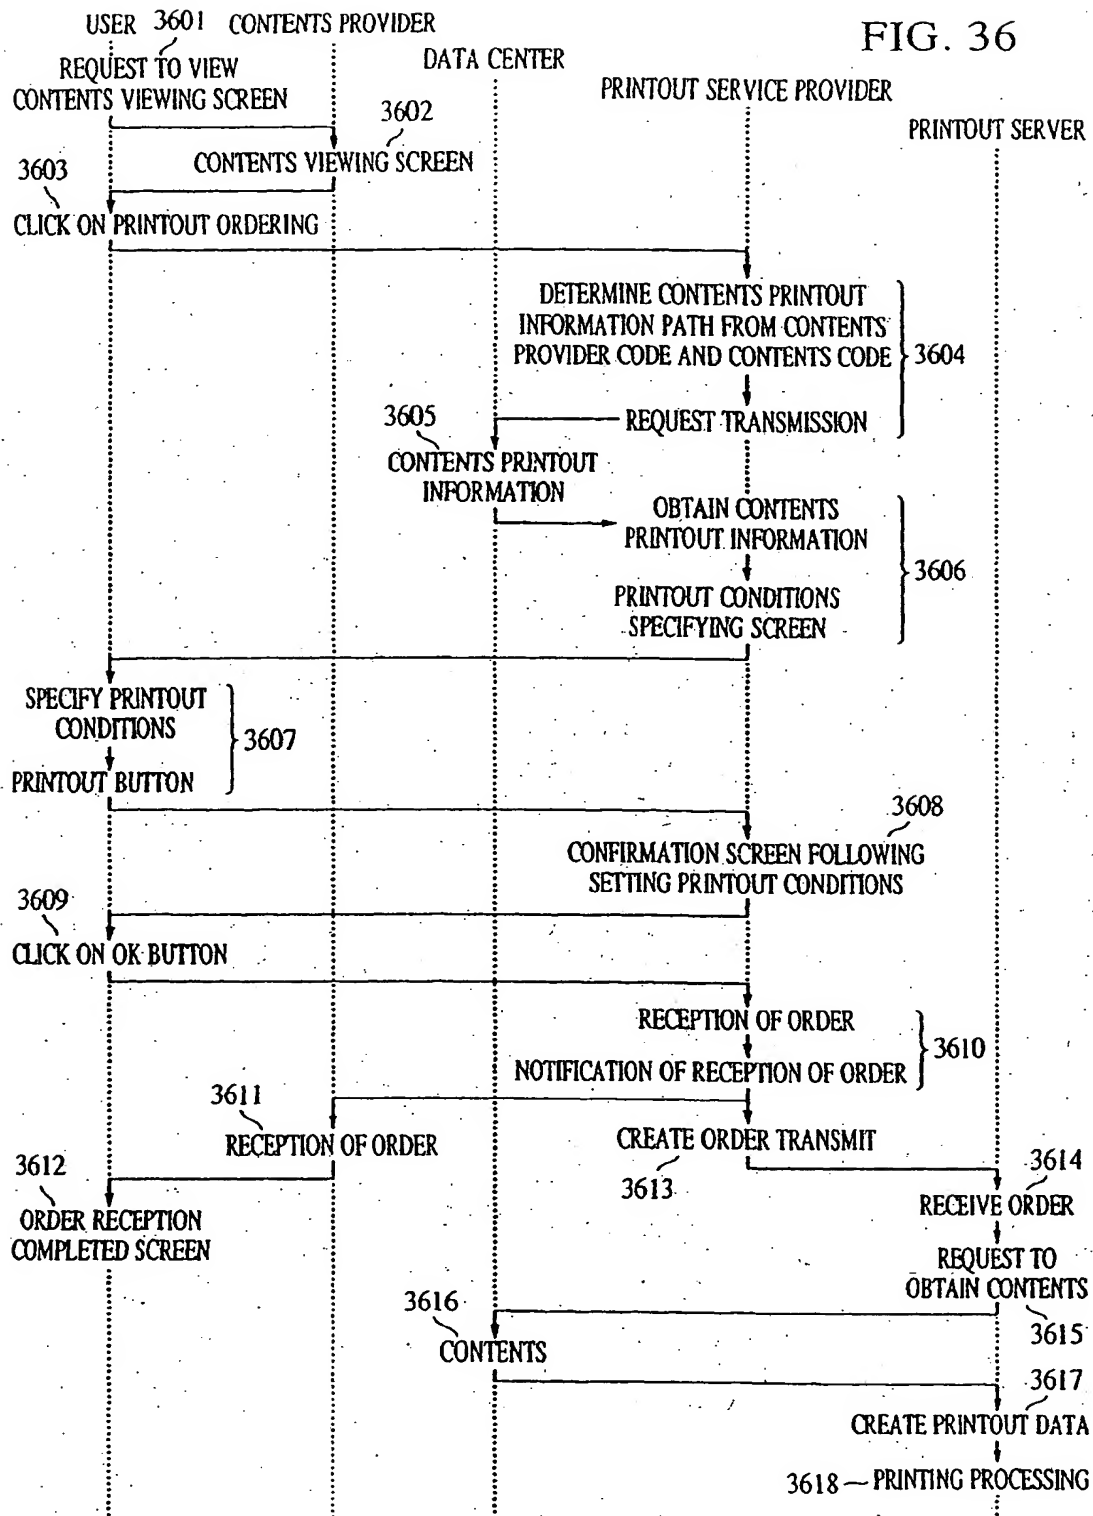 FIG. 36
USER
CONTENTS PROVIDER
DATA CENTER
PRINTOUT SERVICE PROVIDER
PRINTOUT SERVER
3601
REQUEST TO VIEW
CONTENTS VIEWING SCREEN
3602
CONTENTS VIEWING SCREEN
3603
CLICK ON PRINTOUT ORDERING
DETERMINE CONTENTS PRINTOUT
INFORMATION PATH FROM CONTENTS
PROVIDER CODE AND CONTENTS CODE
3604
REQUEST TRANSMISSION
3605
CONTENTS PRINTOUT
INFORMATION
OBTAIN CONTENTS
PRINTOUT INFORMATION
3606
PRINTOUT CONDITIONS
SPECIFYING SCREEN
SPECIFY PRINTOUT
CONDITIONS
3607
PRINTOUT BUTTON
3608
CONFIRMATION SCREEN FOLLOWING
SETTING PRINTOUT CONDITIONS
3609
CLICK ON OK BUTTON
RECEPTION OF ORDER
3610
NOTIFICATION OF RECEPTION OF ORDER
3611
RECEPTION OF ORDER
CREATE ORDER TRANSMIT
3613
3612
ORDER RECEPTION
COMPLETED SCREEN
3614
RECEIVE ORDER
REQUEST TO
OBTAIN CONTENTS
3615
3616
CONTENTS
3617
CREATE PRINTOUT DATA
3618
PRINTING PROCESSING